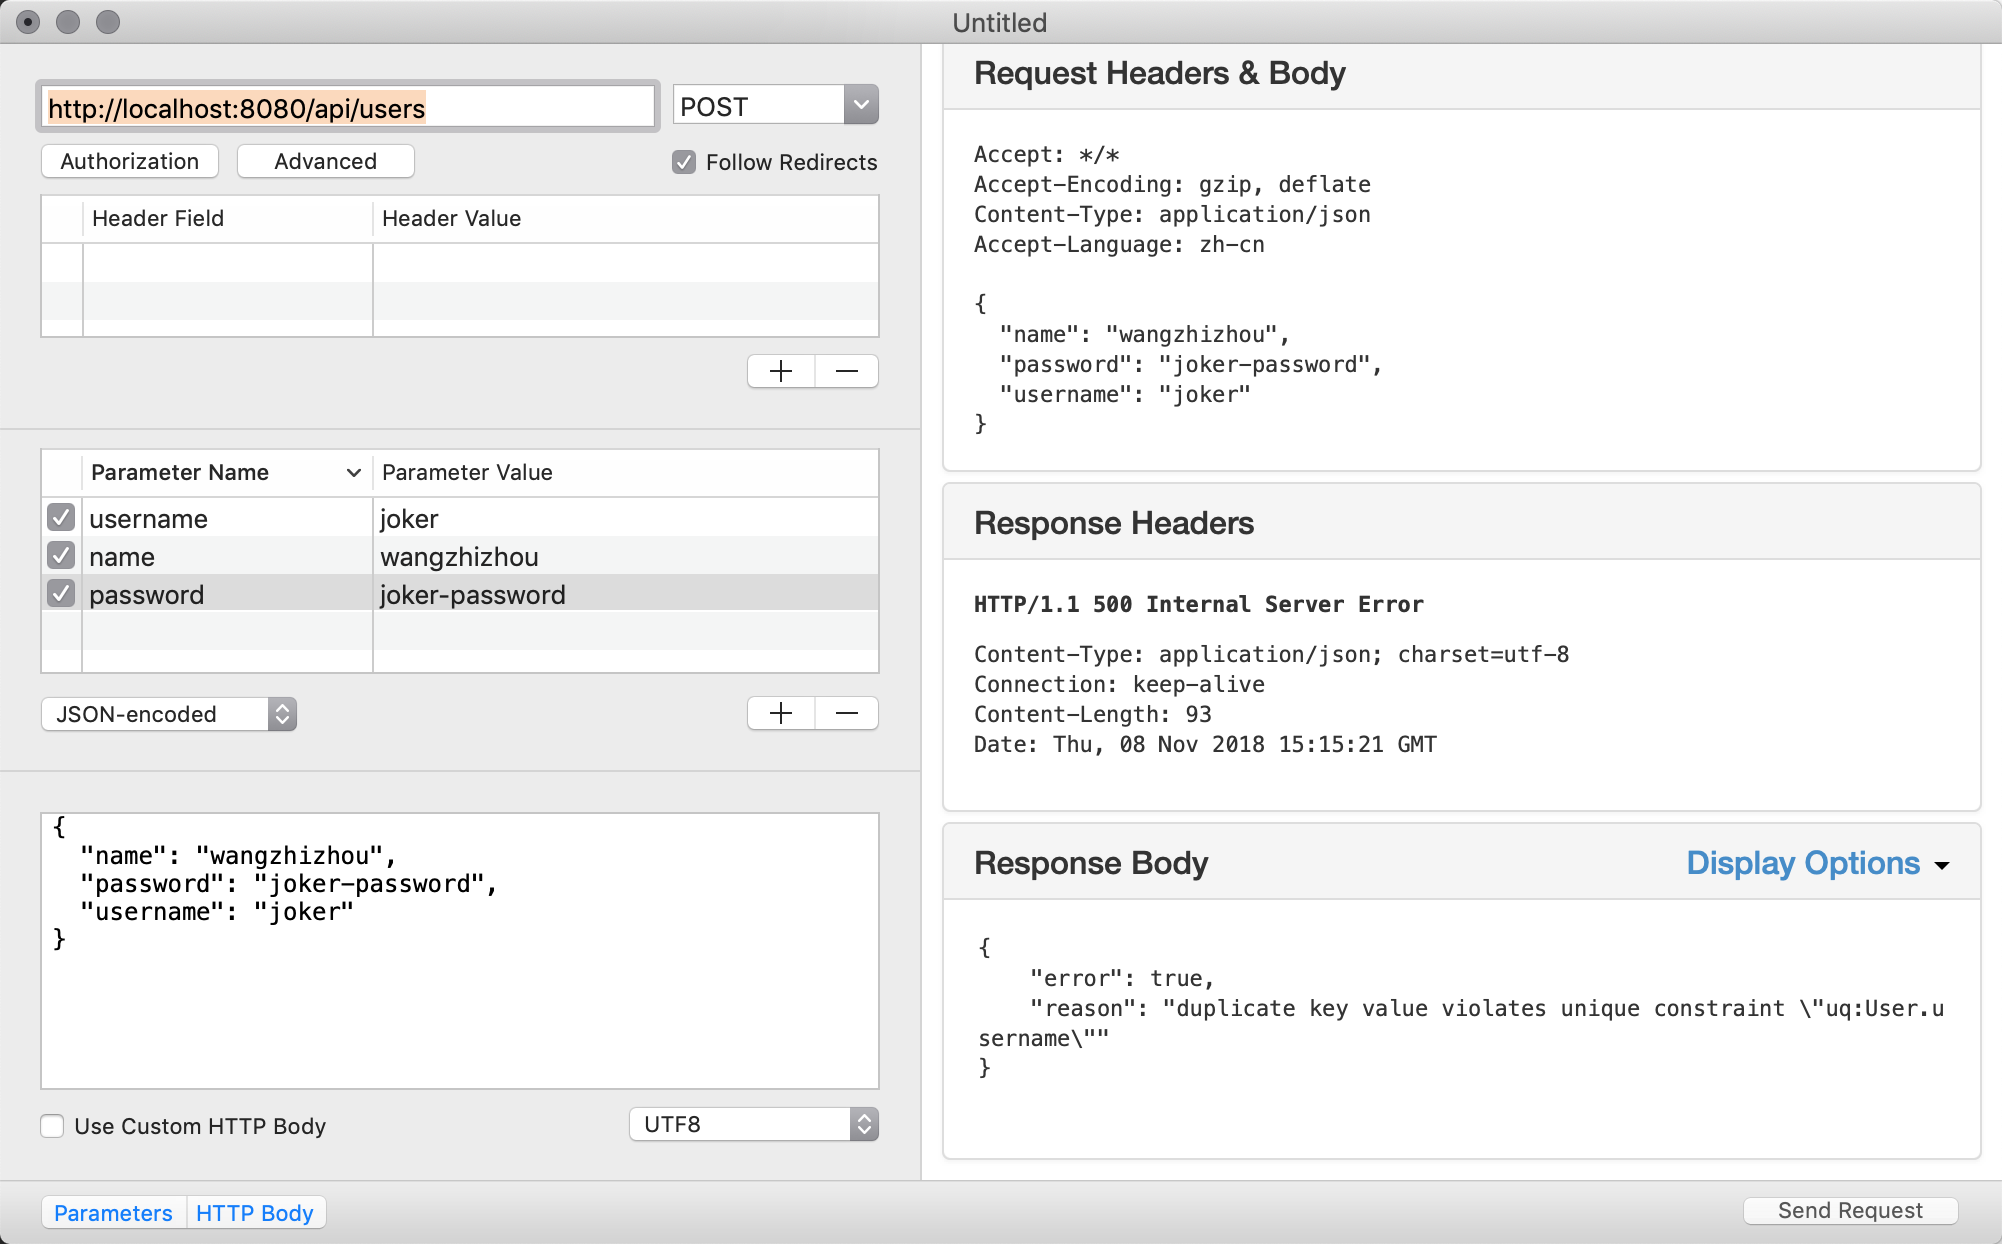 Untitled
http://localhost:8080/api/users
POST
Authorization
Advanced
Follow Redirects
Header Field
Header Value
Parameter Name
Parameter Value
username
joker
name
wangzhizhou
password
joker-password
JSON-encoded
{
  "name": "wangzhizhou",
  "password": "joker-password",
  "username": "joker"
}
Use Custom HTTP Body
UTF8
Parameters
HTTP Body
Request Headers & Body
Accept: */*
Accept-Encoding: gzip, deflate
Content-Type: application/json
Accept-Language: zh-cn
{
  "name": "wangzhizhou",
  "password": "joker-password",
  "username": "joker"
}
Response Headers
HTTP/1.1 500 Internal Server Error
Content-Type: application/json; charset=utf-8
Connection: keep-alive
Content-Length: 93
Date: Thu, 08 Nov 2018 15:15:21 GMT
Response Body
Display Options
{
    "error": true,
    "reason": "duplicate key value violates unique constraint \"uq:User.u
sername\""
}
Send Request